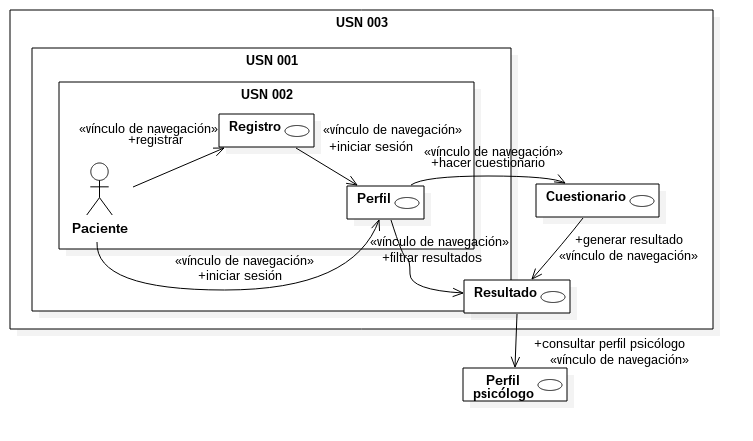 USN 003
USN 001
USN 002
«vínculo de navegación»
+registrar
Registro
«vínculo de navegación»
+iniciar sesión
«vínculo de navegación»
+hacer cuestionario
Paciente
Perfil
Cuestionario
«vínculo de navegación»
+filtrar resultados
+generar resultado
«vínculo de navegación»
«vínculo de navegación»
+iniciar sesión
Resultado
+consultar perfil psicólogo
«vínculo de navegación»
Perfil
psicólogo